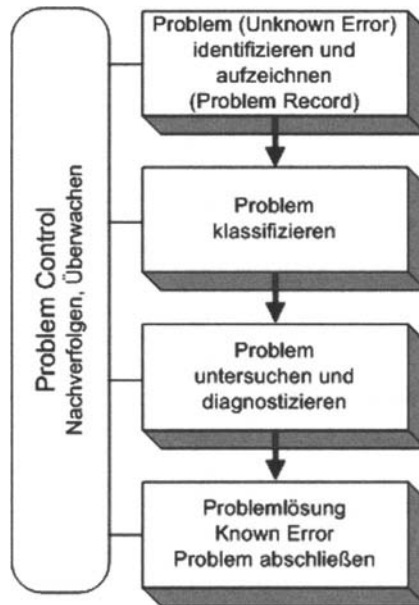 Problem Control
Nachverfolgen, Überwachen
Problem (Unknown Error)
identifizieren und
aufzeichnen
(Problem Record)
Problem
klassifizieren
Problem
untersuchen und
diagnostizieren
Problemlösung
Known Error
Problem abschließen